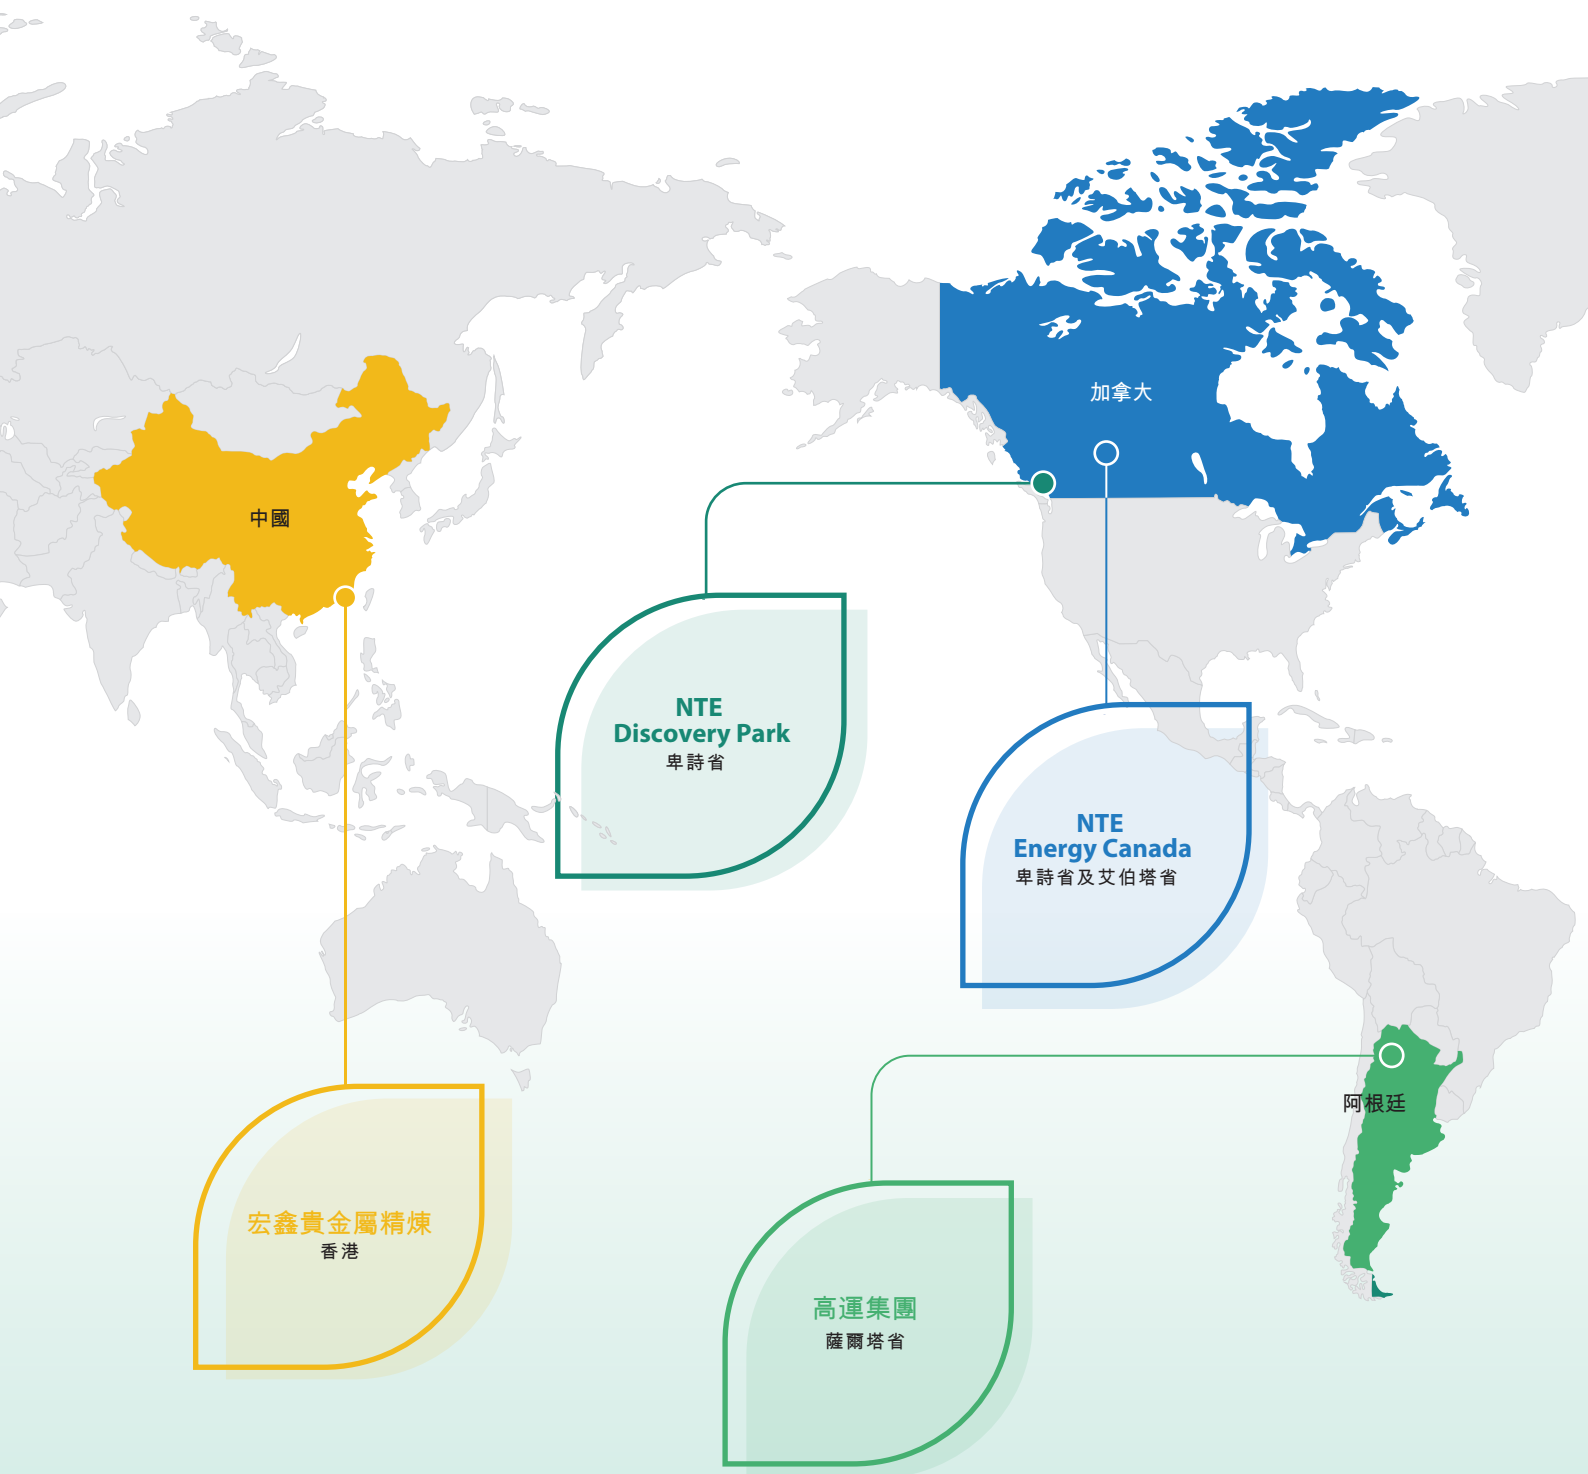 加拿大
中國
NTE
Discovery Park
卑詩省
NTE
Energy Canada
卑詩省及艾伯塔省
阿根廷
宏鑫貴金屬精煉
香港
高運集團
薩爾塔省